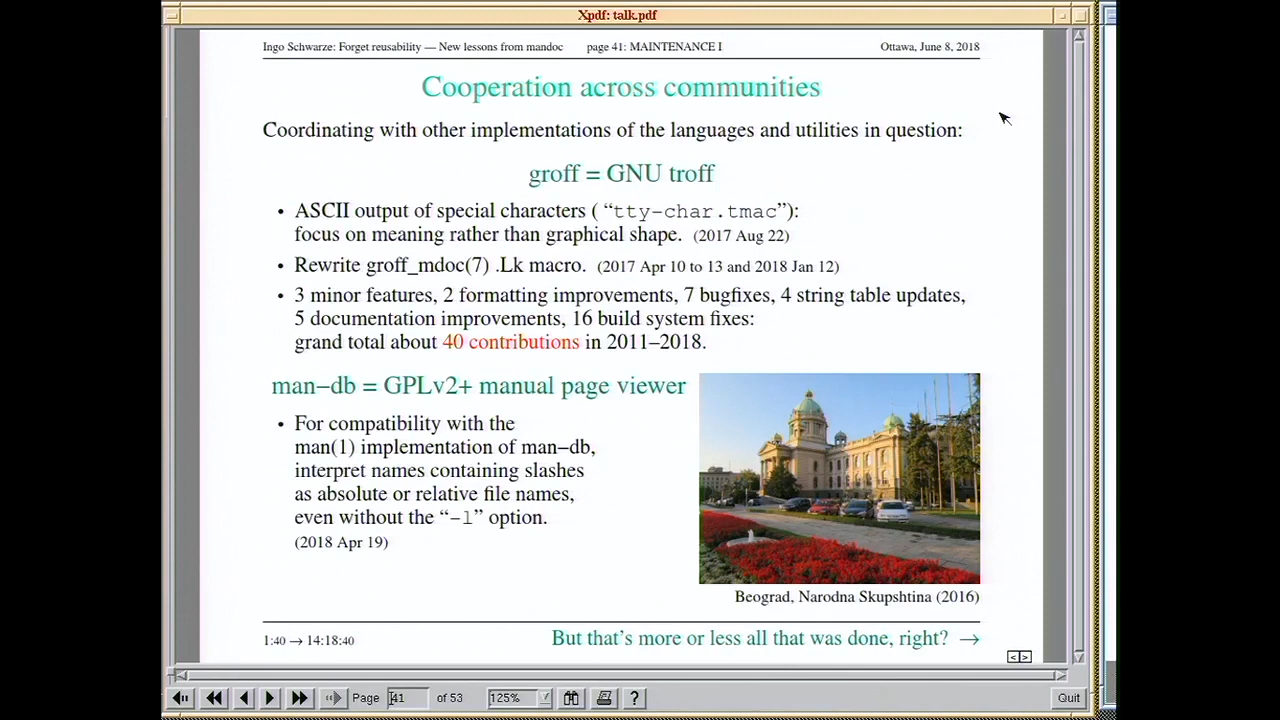 Xpdf: talk.pdf
Ingo Schwarze: Forget reusability — New lessons from mandoc page 41: MAINTENANCE I Ottawa, June 8, 2018
Cooperation across communities
Coordinating with other implementations of the languages and utilities in question:
groff = GNU troff
• ASCII output of special characters ( “tty-char.tmac”):
focus on meaning rather than graphical shape. (2017 Aug 22)
• Rewrite groff_mdoc(7) .Lk macro. (2017 Apr 10 to 13 and 2018 Jan 12)
• 3 minor features, 2 formatting improvements, 7 bugfixes, 4 string table updates,
5 documentation improvements, 16 build system fixes:
grand total about 40 contributions in 2011–2018.
man−db = GPLv2+ manual page viewer
• For compatibility with the
man(1) implementation of man−db,
interpret names containing slashes
as absolute or relative file names,
even without the “-l” option.
(2018 Apr 19)
Beograd, Narodna Skupshtina (2016)
1:40 → 14:18:40 But that’s more or less all that was done, right? →
Page 41 of 53 125% ? Quit